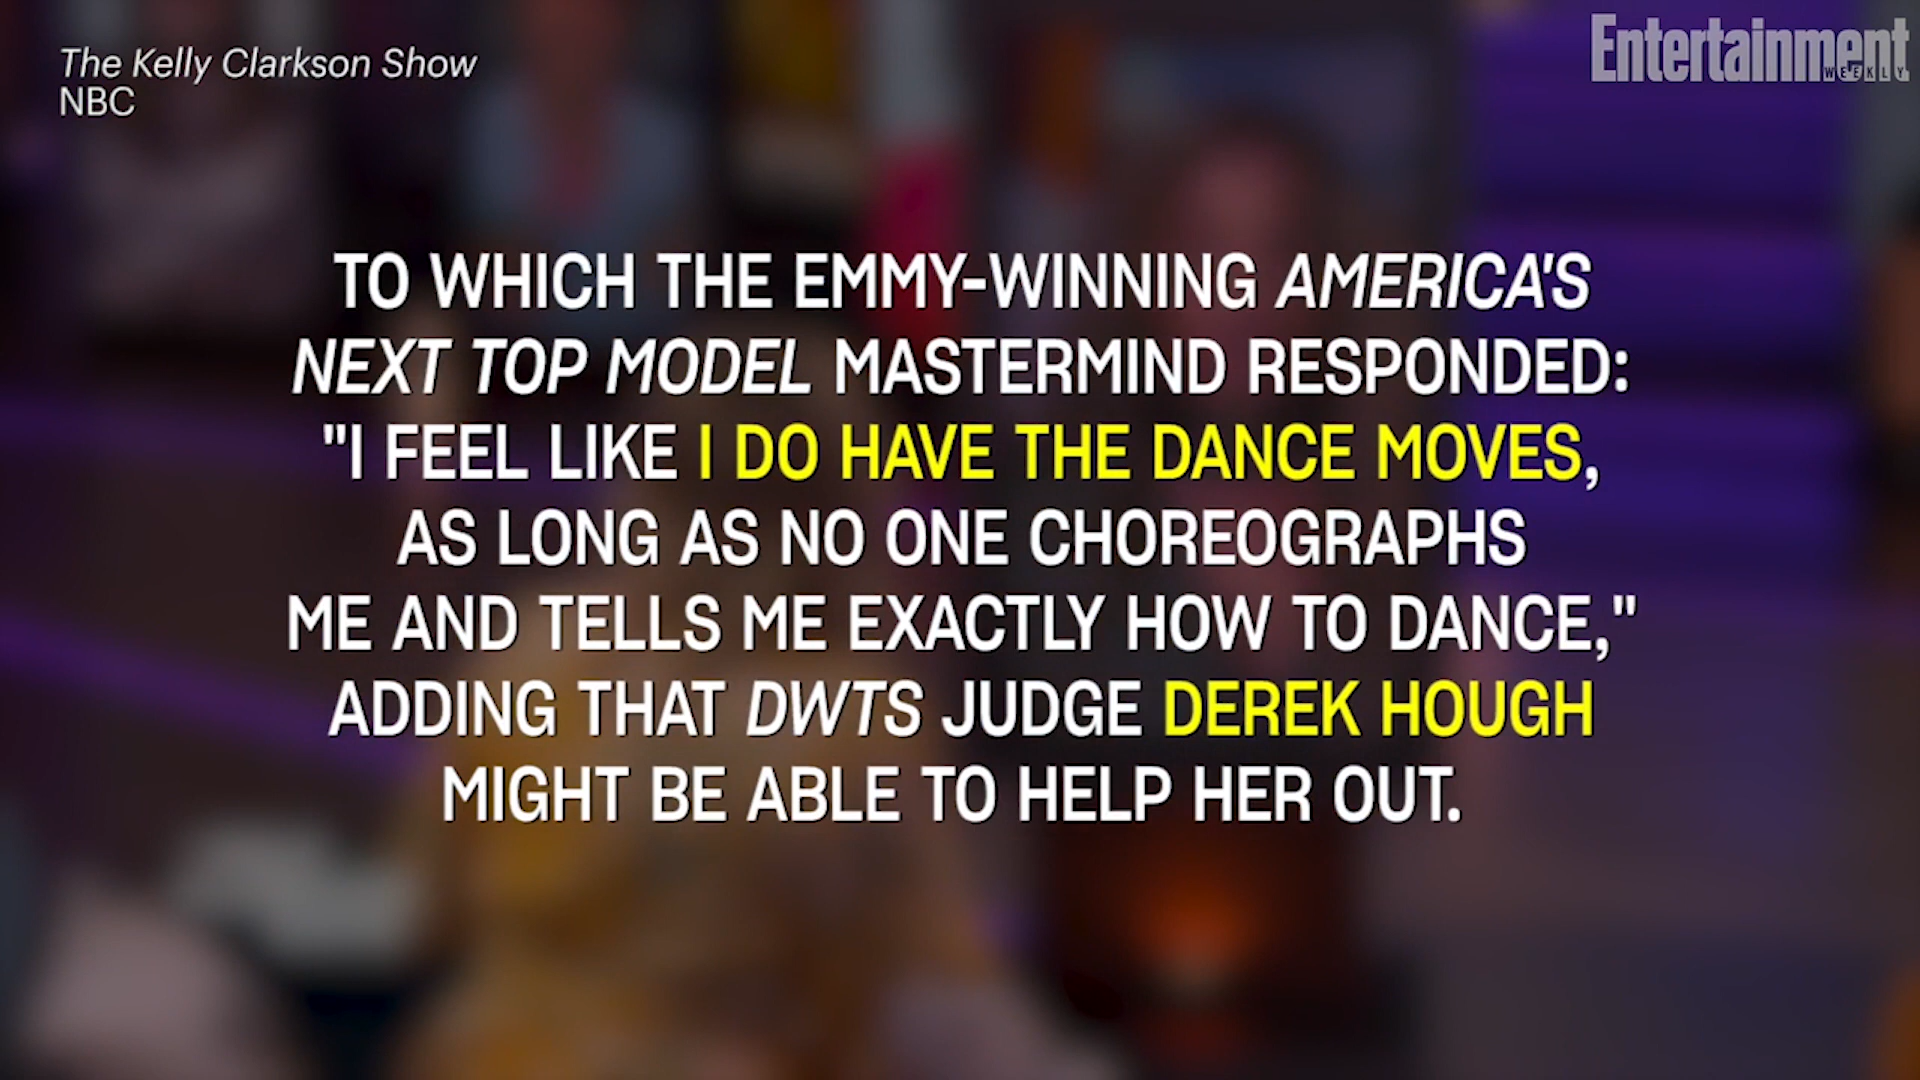 The Kelly Clarkson Show
NBC
Entertainment
WEEKLY
TO WHICH THE EMMY-WINNING AMERICA'S
NEXT TOP MODEL MASTERMIND RESPONDED:
"I FEEL LIKE I DO HAVE THE DANCE MOVES,
AS LONG AS NO ONE CHOREOGRAPHS
ME AND TELLS ME EXACTLY HOW TO DANCE,"
ADDING THAT DWTS JUDGE DEREK HOUGH
MIGHT BE ABLE TO HELP HER OUT.